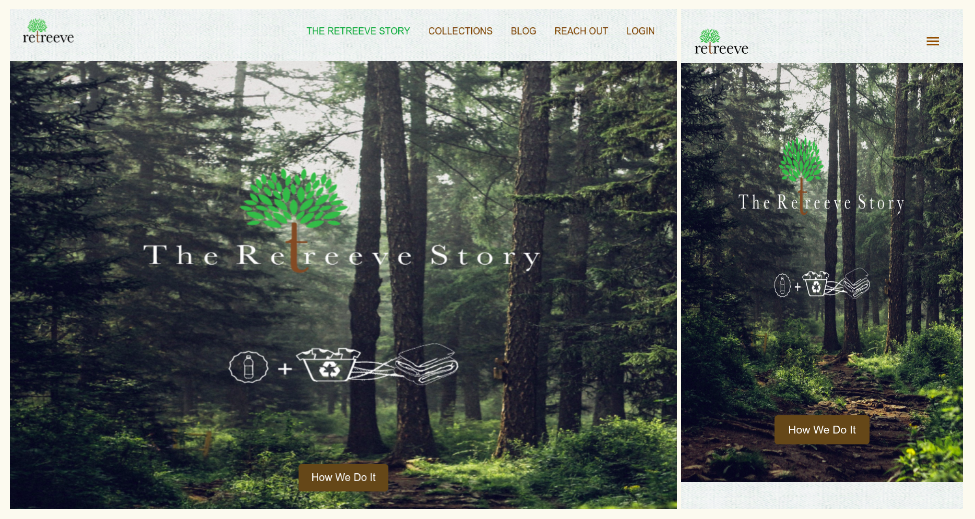 retreeve
THE RETREEVE STORY COLLECTIONS BLOG REACH OUT LOGIN
The Retreeve Story
How We Do It
retreeve
The Retreeve Story
How We Do It